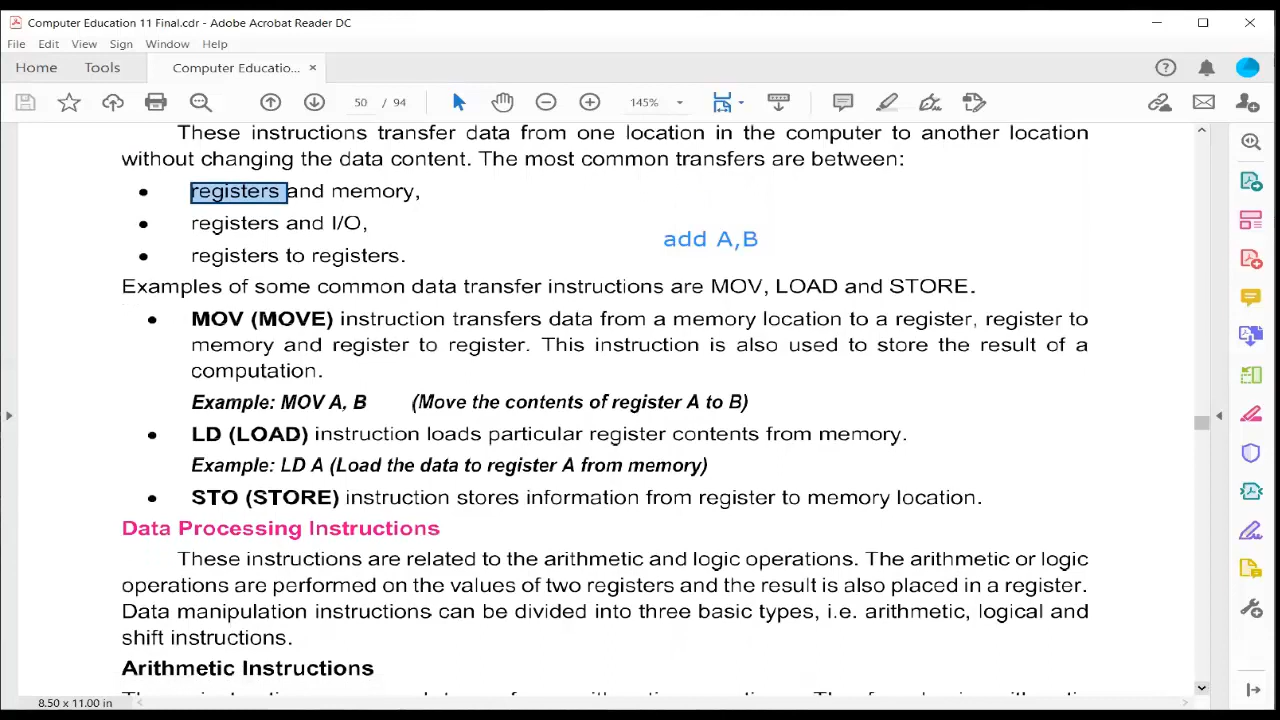 Computer Education 11 Final.cdr - Adobe Acrobat Reader DC
File Edit View Sign Window Help
Home Tools Computer Educatio... ×
50 / 94 145%
These instructions transfer data from one location in the computer to another location
without changing the data content. The most common transfers are between:
• registers and memory,
• registers and I/O,
add A,B
• registers to registers.
Examples of some common data transfer instructions are MOV, LOAD and STORE.
• MOV (MOVE) instruction transfers data from a memory location to a register, register to
memory and register to register. This instruction is also used to store the result of a
computation.
Example: MOV A, B (Move the contents of register A to B)
• LD (LOAD) instruction loads particular register contents from memory.
Example: LD A (Load the data to register A from memory)
• STO (STORE) instruction stores information from register to memory location.
Data Processing Instructions
These instructions are related to the arithmetic and logic operations. The arithmetic or logic
operations are performed on the values of two registers and the result is also placed in a register.
Data manipulation instructions can be divided into three basic types, i.e. arithmetic, logical and
shift instructions.
Arithmetic Instructions
8.50 x 11.00 in